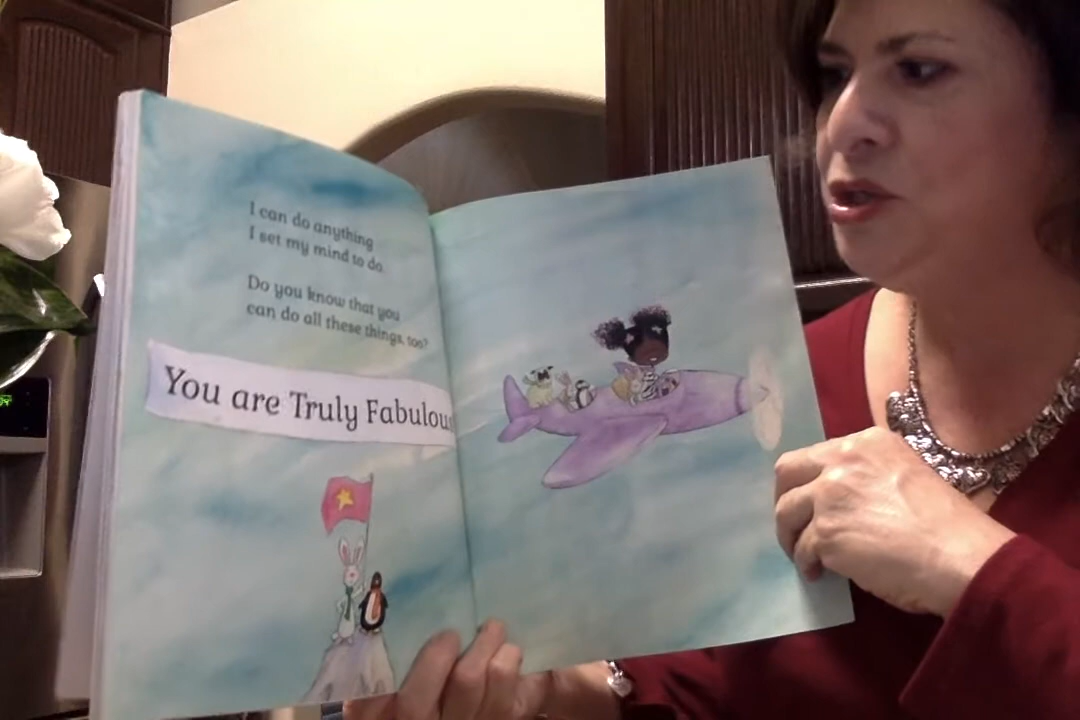 I can do anything
I set my mind to do.
Do you know that you
can do all these things, too?
You are Truly Fabulous